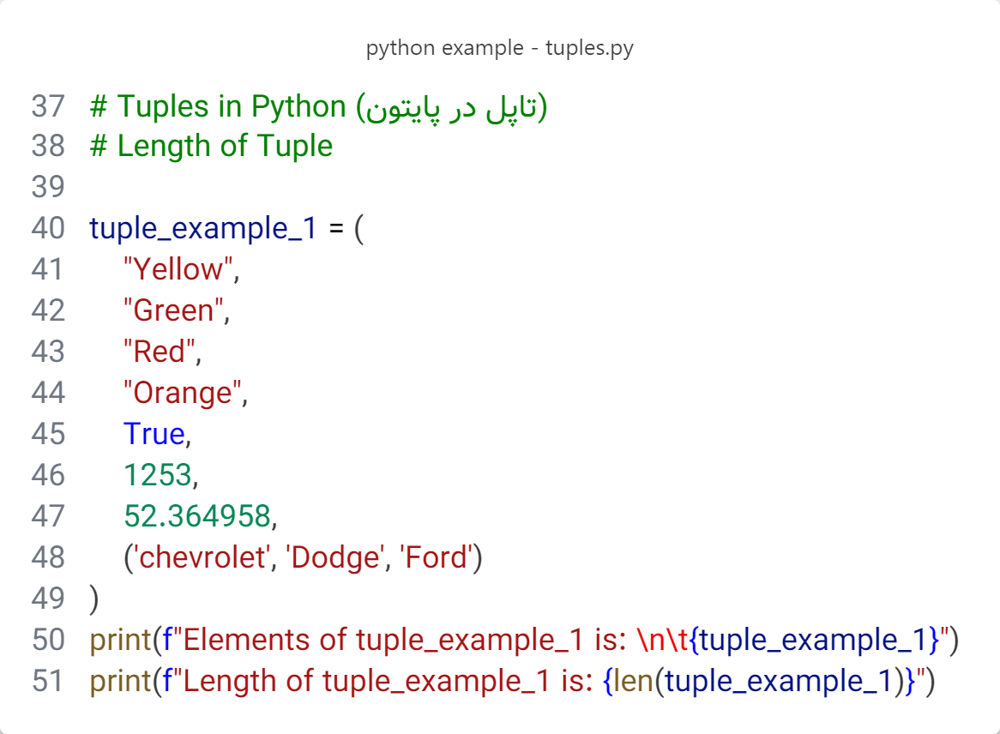 python example - tuples.py
37 # Tuples in Python (تاپل در پایتون)
38 # Length of Tuple
39
40 tuple_example_1 = (
41     "Yellow",
42     "Green",
43     "Red",
44     "Orange",
45     True,
46     1253,
47     52.364958,
48     ('chevrolet', 'Dodge', 'Ford')
49 )
50 print(f"Elements of tuple_example_1 is: \n\t{tuple_example_1}")
51 print(f"Length of tuple_example_1 is: {len(tuple_example_1)}")